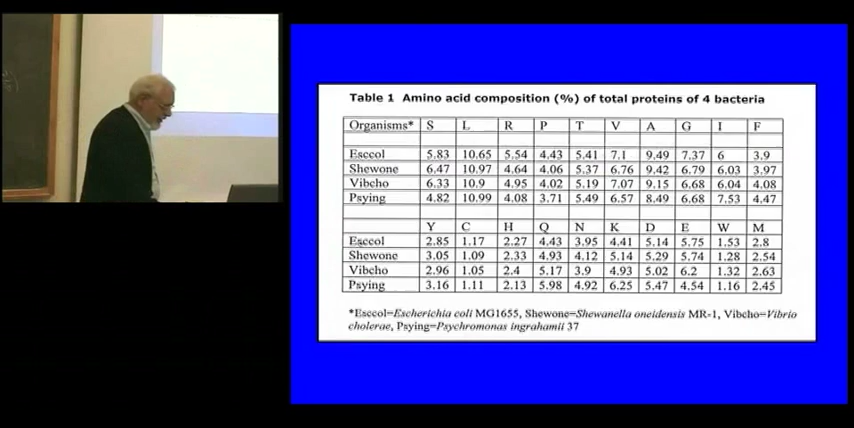 Table 1 Amino acid composition (%) of total proteins of 4 bacteria
Organisms* S L R P T V A G I F
Esccol 5.83 10.65 5.54 4.43 5.41 7.1 9.49 7.37 6 3.9
Shewone 6.47 10.97 4.64 4.06 5.37 6.76 9.42 6.79 6.03 3.97
Vibcho 6.33 10.9 4.95 4.02 5.19 7.07 9.15 6.68 6.04 4.08
Psying 4.82 10.99 4.08 3.71 5.49 6.57 8.49 6.68 7.53 4.47
Y C H Q N K D E W M
Esccol 2.85 1.17 2.27 4.43 3.95 4.41 5.14 5.75 1.53 2.8
Shewone 3.05 1.09 2.33 4.93 4.12 5.14 5.29 5.74 1.28 2.54
Vibcho 2.96 1.05 2.4 5.17 3.9 4.93 5.02 6.2 1.32 2.63
Psying 3.16 1.11 2.13 5.98 4.92 6.25 5.47 4.54 1.16 2.45
*Esccol=Escherichia coli MG1655, Shewone=Shewanella oneidensis MR-1, Vibcho=Vibrio
cholerae, Psying=Psychromonas ingrahamii 37